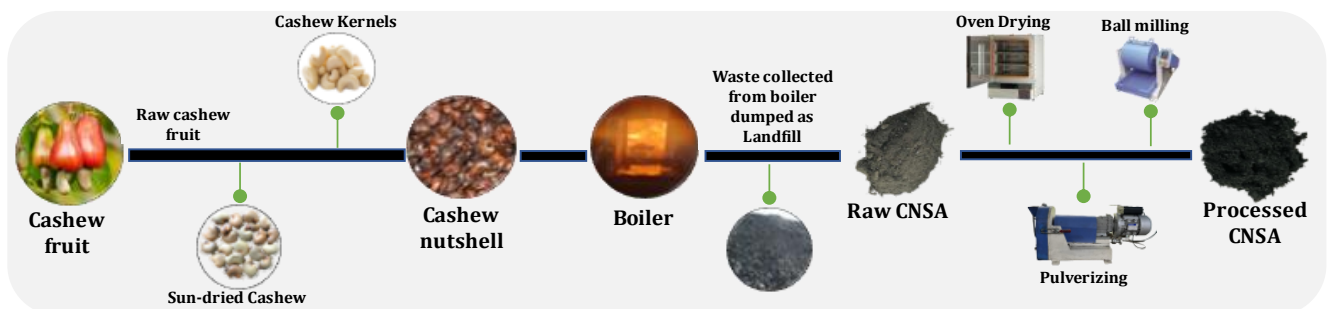 Cashew Kernels
Oven Drying
Ball milling
Raw cashew
fruit
Waste collected
from boiler
dumped as
Landfill
Cashew
fruit
Sun-dried Cashew
Cashew
nutshell
Boiler
Raw CNSA
Pulverizing
Processed
CNSA